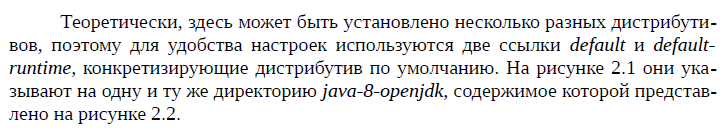 Теоретически, здесь может быть установлено несколько разных дистрибути-
вов, поэтому для удобства настроек используются две ссылки default и default-
runtime, конкретизирующие дистрибутив по умолчанию. На рисунке 2.1 они ука-
зывают на одну и ту же директорию java-8-openjdk, содержимое которой представ-
лено на рисунке 2.2.